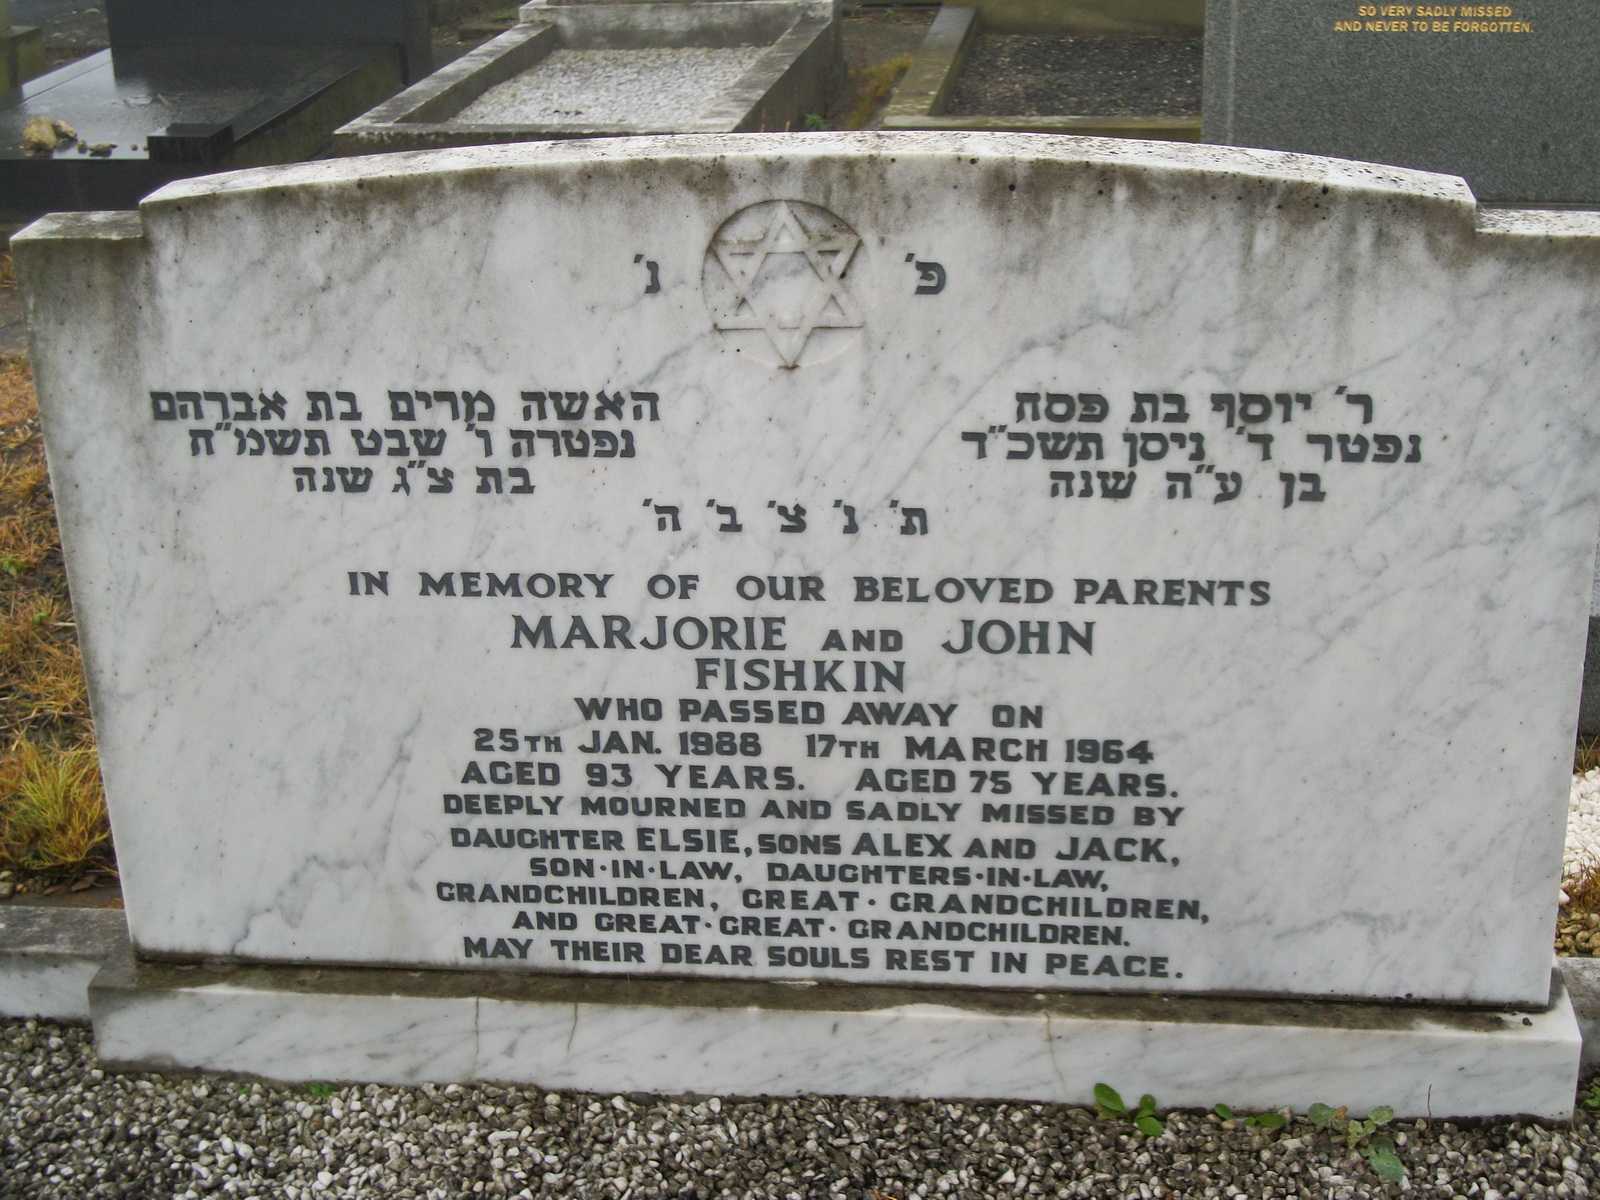 SO VERY SADLY MISSED
AND NEVER TO BE FORGOTTEN.
פ' נ'
ר' יוסף בת פסח
נפטר ד' ניסן תשכ"ד
בן ע"ה שנה
האשה מרים בת אברהם
נפטרה ו' שבט תשמ"ח
בת צ"ג שנה
ת' נ' צ' ב' ה'
IN MEMORY OF OUR BELOVED PARENTS
MARJORIE AND JOHN
FISHKIN
WHO PASSED AWAY ON
25TH JAN. 1988 17TH MARCH 1964
AGED 93 YEARS. AGED 75 YEARS.
DEEPLY MOURNED AND SADLY MISSED BY
DAUGHTER ELSIE, SONS ALEX AND JACK,
SON·IN·LAW, DAUGHTERS·IN·LAW,
GRANDCHILDREN, GREAT·GRANDCHILDREN,
AND GREAT·GREAT·GRANDCHILDREN.
MAY THEIR DEAR SOULS REST IN PEACE.